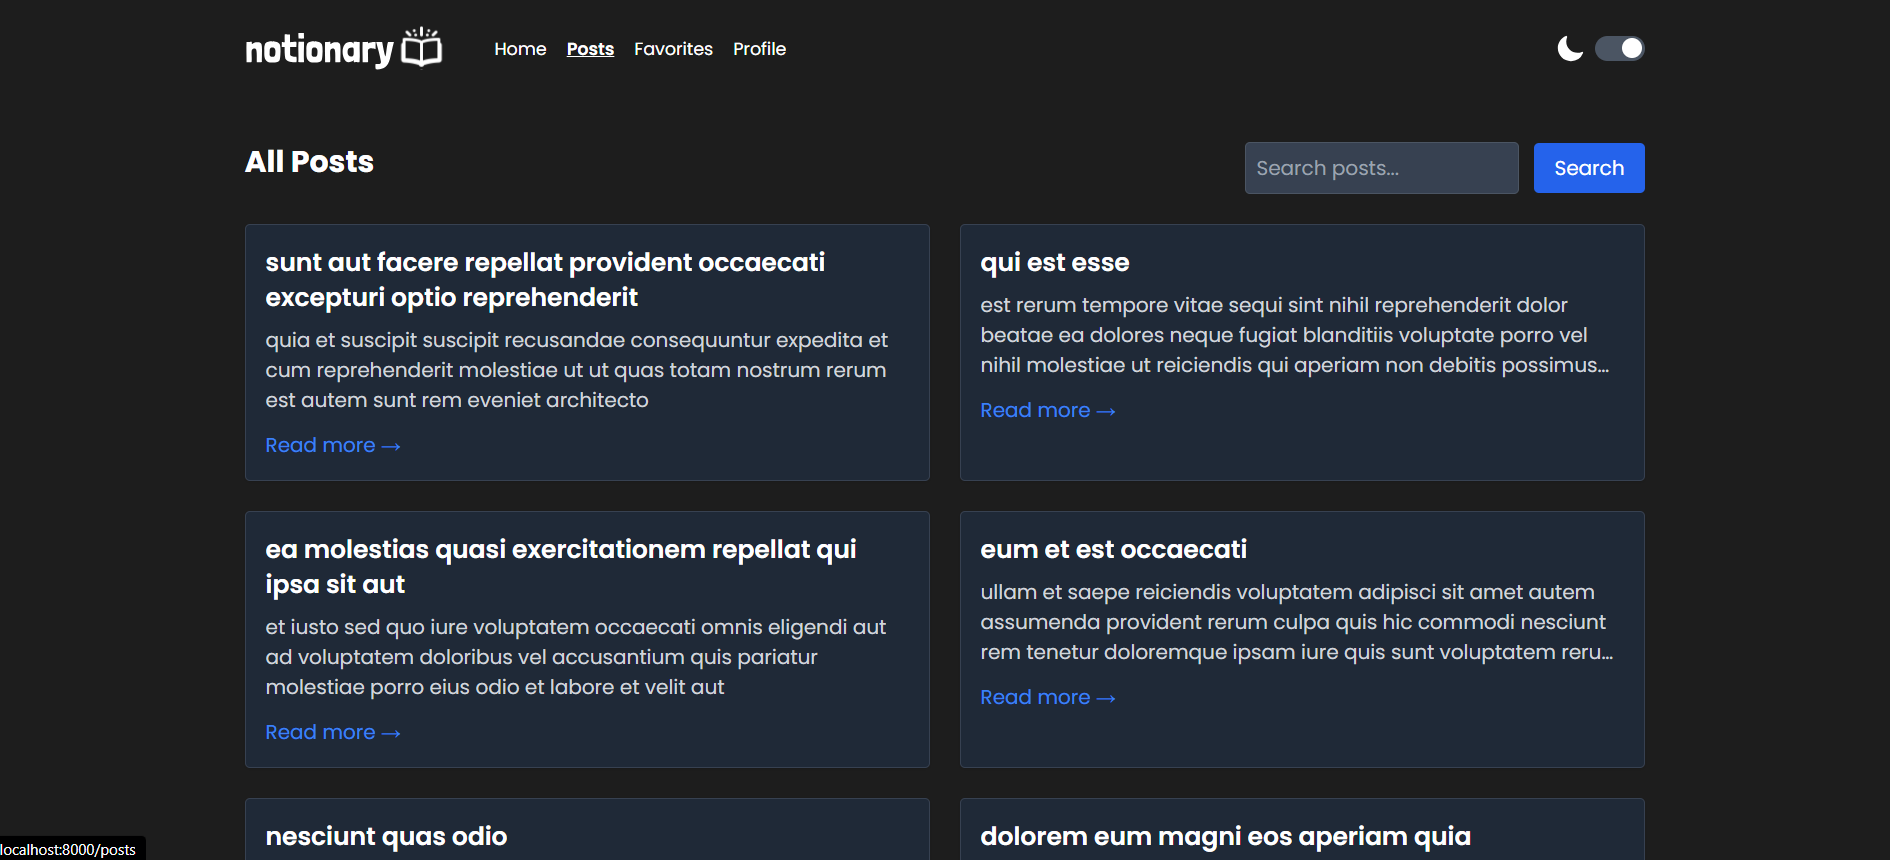 notionary Home Posts Favorites Profile
All Posts
Search posts... Search
sunt aut facere repellat provident occaecati
excepturi optio reprehenderit
quia et suscipit suscipit recusandae consequuntur expedita et
cum reprehenderit molestiae ut ut quas totam nostrum rerum
est autem sunt rem eveniet architecto
Read more →
qui est esse
est rerum tempore vitae sequi sint nihil reprehenderit dolor
beatae ea dolores neque fugiat blanditiis voluptate porro vel
nihil molestiae ut reiciendis qui aperiam non debitis possimus...
Read more →
ea molestias quasi exercitationem repellat qui
ipsa sit aut
et iusto sed quo iure voluptatem occaecati omnis eligendi aut
ad voluptatem doloribus vel accusantium quis pariatur
molestiae porro eius odio et labore et velit aut
Read more →
eum et est occaecati
ullam et saepe reiciendis voluptatem adipisci sit amet autem
assumenda provident rerum culpa quis hic commodi nesciunt
rem tenetur doloremque ipsam iure quis sunt voluptatem reru...
Read more →
nesciunt quas odio
dolorem eum magni eos aperiam quia
localhost:8000/posts